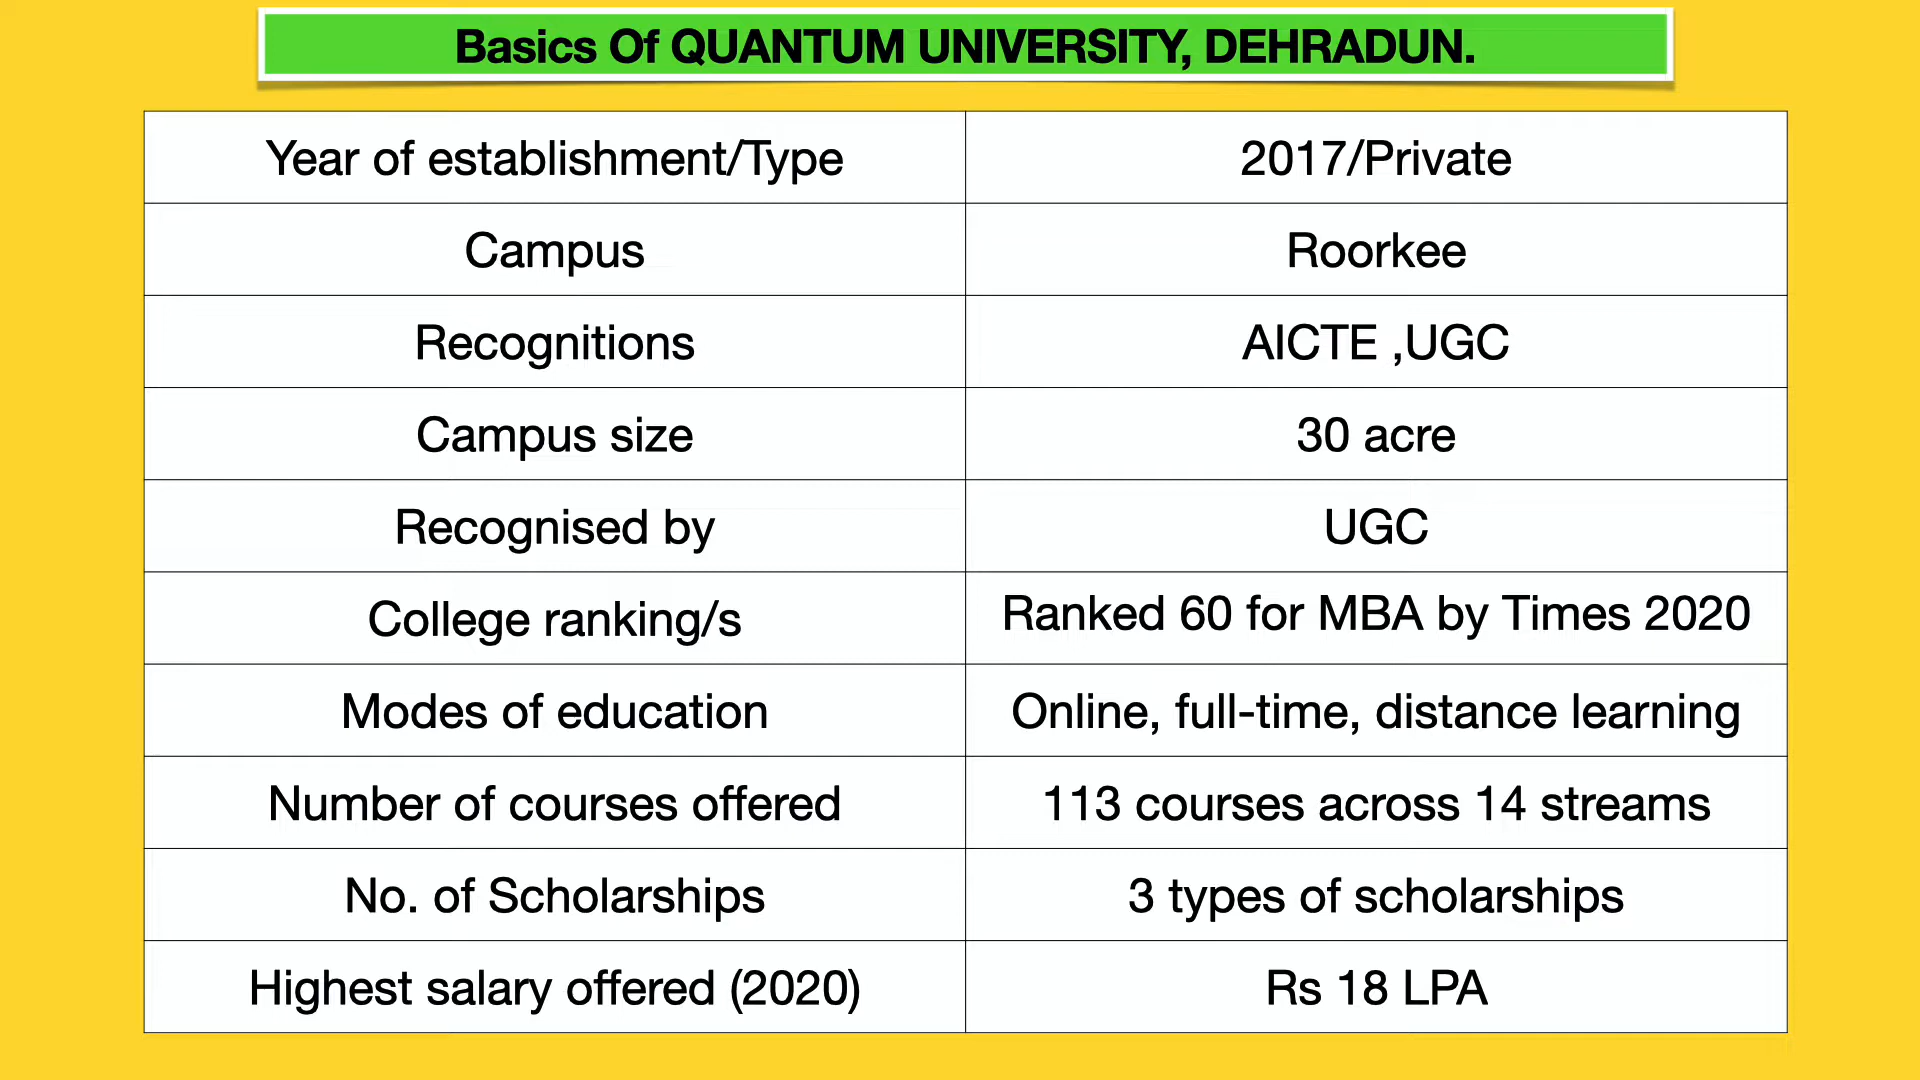 Basics Of QUANTUM UNIVERSITY, DEHRADUN.
Year of establishment/Type 2017/Private
Campus Roorkee
Recognitions AICTE ,UGC
Campus size 30 acre
Recognised by UGC
College ranking/s Ranked 60 for MBA by Times 2020
Modes of education Online, full-time, distance learning
Number of courses offered 113 courses across 14 streams
No. of Scholarships 3 types of scholarships
Highest salary offered (2020) Rs 18 LPA